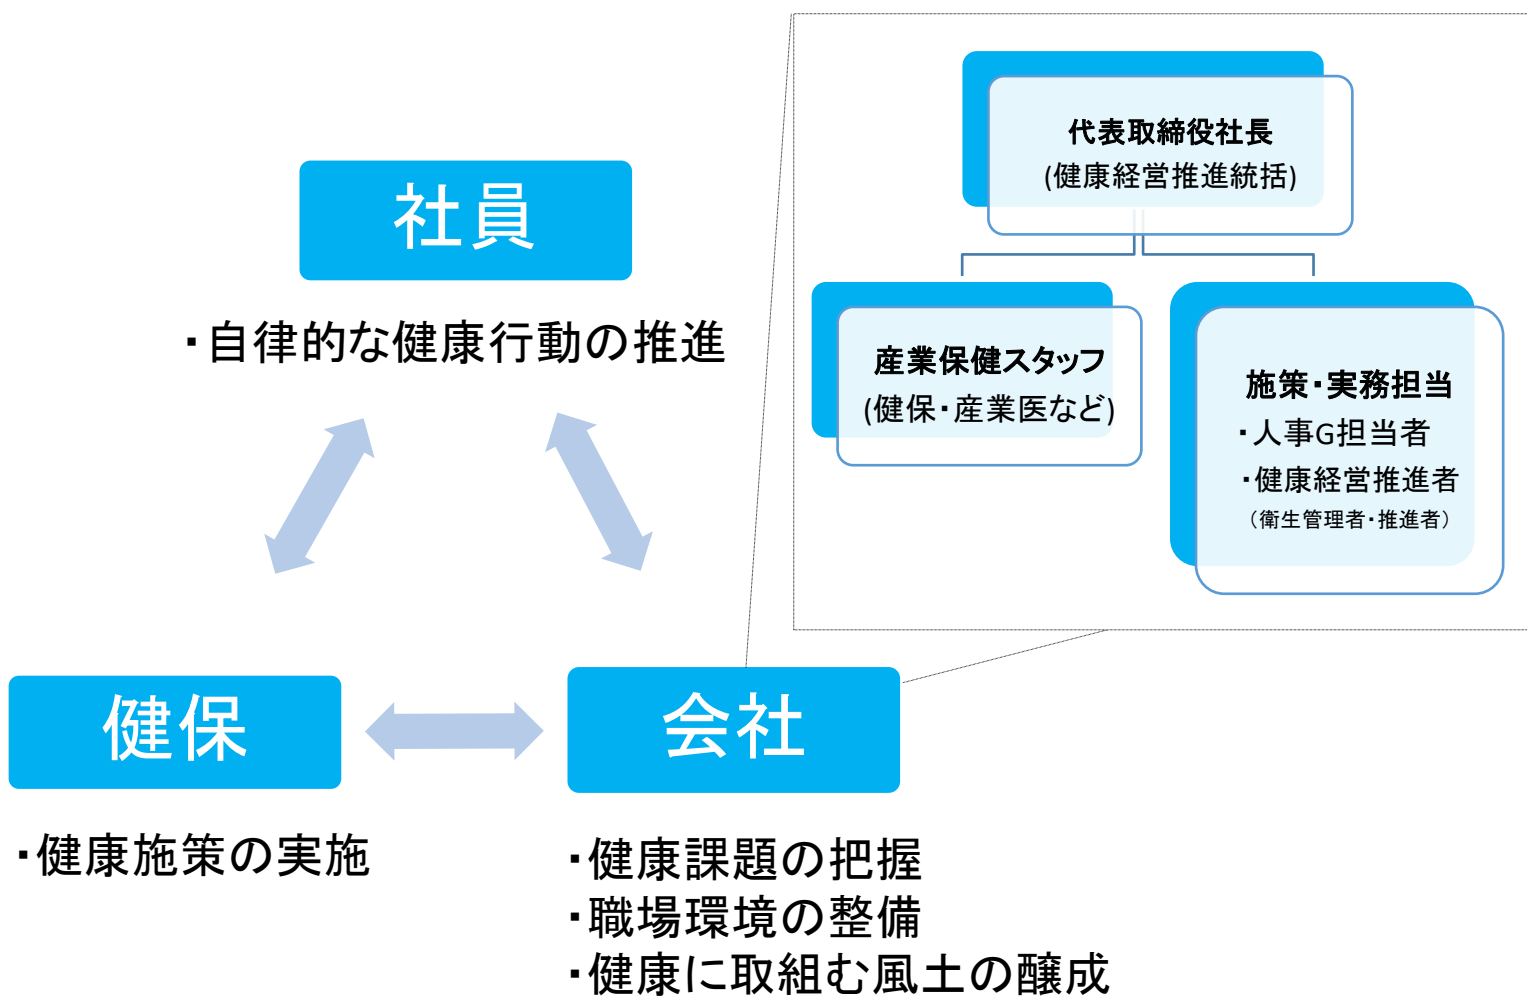 代表取締役社長
(健康経営推進統括)
社員
・自律的な健康行動の推進
産業保健スタッフ
(健保・産業医など)
施策・実務担当
・人事G担当者
・健康経営推進者
（衛生管理者・推進者）
健保
会社
・健康施策の実施
・健康課題の把握
・職場環境の整備
・健康に取組む風土の醸成